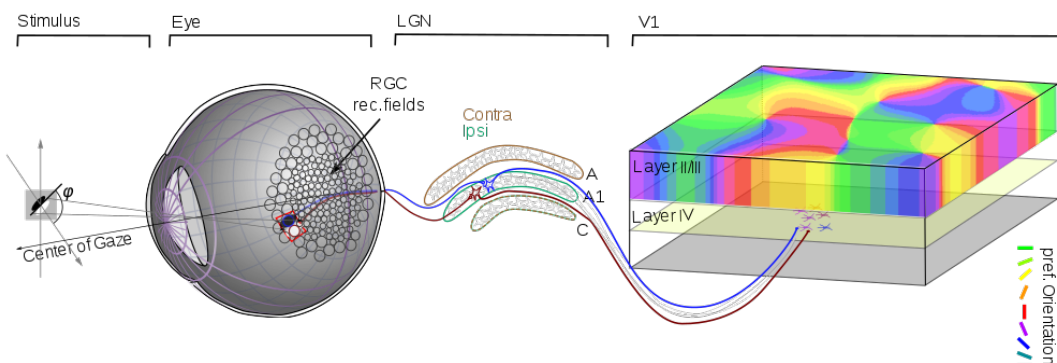 Stimulus
Eye
LGN
V1
RGC
rec.fields
Contra
Ipsi
φ
Center of Gaze
A
A1
C
Layer II/III
Layer IV
pref. Orientation